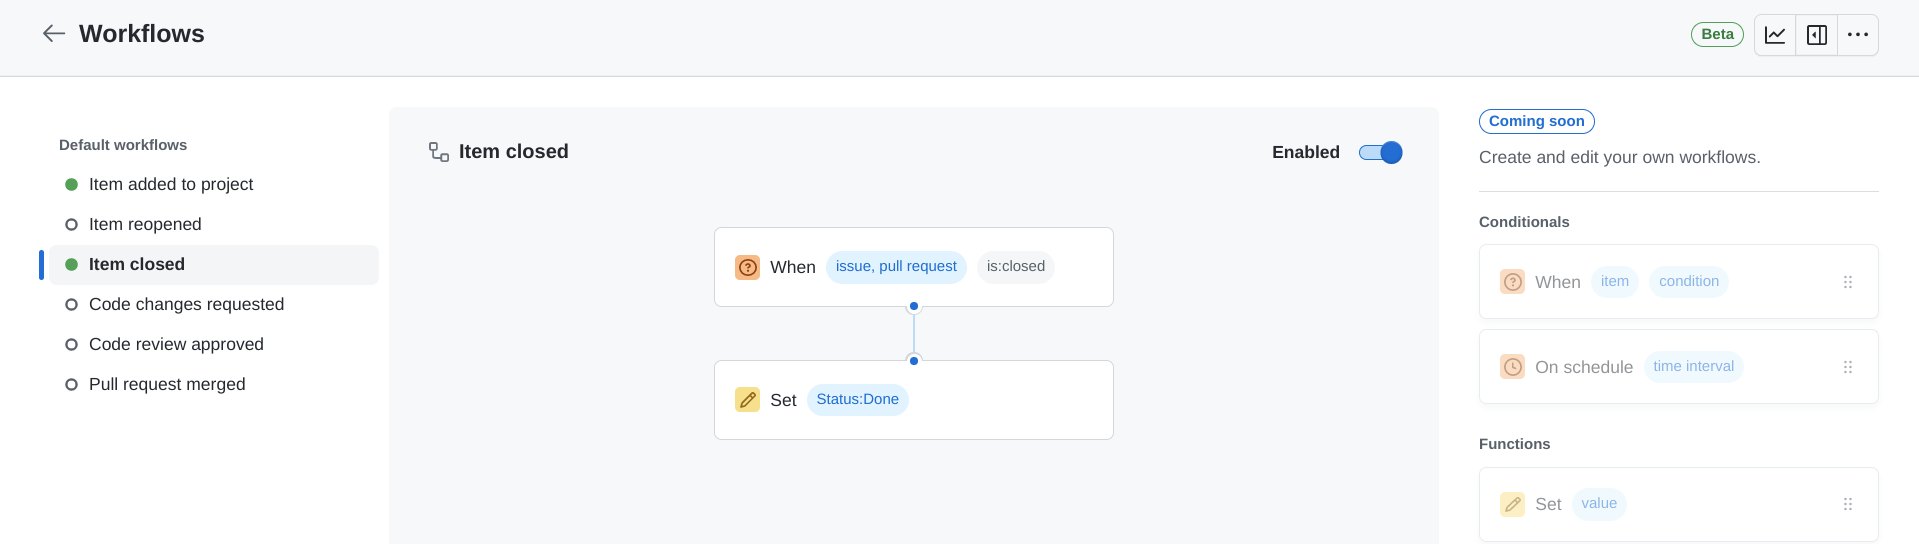 Workflows
Beta
Default workflows
Item added to project
Item reopened
Item closed
Code changes requested
Code review approved
Pull request merged
Item closed
Enabled
When issue, pull request is:closed
Set Status:Done
Coming soon
Create and edit your own workflows.
Conditionals
When item condition
On schedule time interval
Functions
Set value